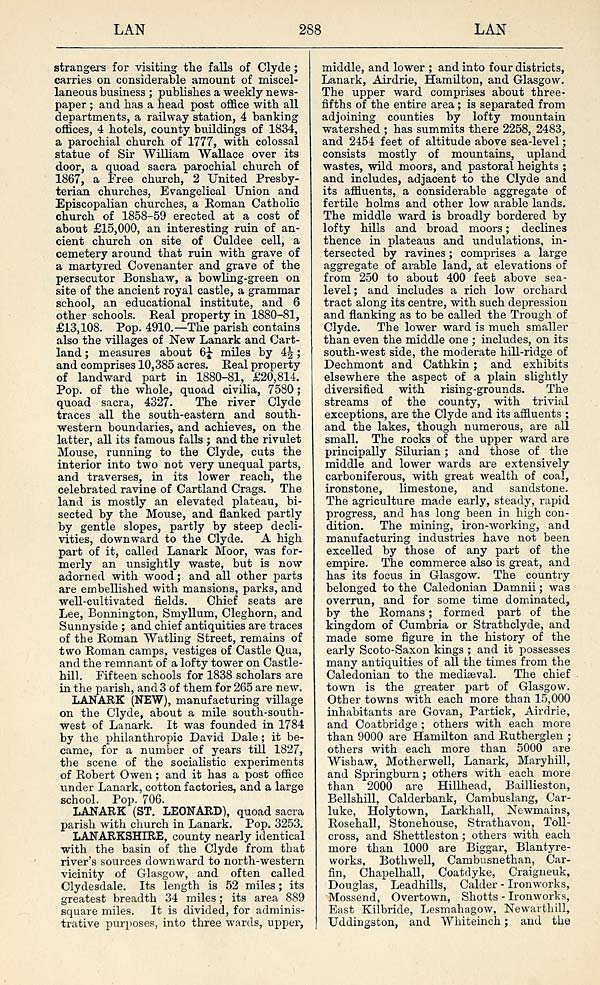 LAN 288 LAN
strangers for visiting the falls of Clyde;
carries on considerable amount of miscel-
laneous business; publishes a weekly news-
paper; and has a head post office with all
departments, a railway station, 4 banking
offices, 4 hotels, county buildings of 1834,
a parochial church of 1777, with colossal
statue of Sir William Wallace over its
door, a quoad sacra parochial church of
1867, a Free church, 2 United Presby-
terian churches, Evangelical Union and
Episcopalian churches, a Roman Catholic
church of 1858-59 erected at a cost of
about £15,000, an interesting ruin of an-
cient church on site of Culdee cell, a
cemetery around that ruin with grave of
a martyred Covenanter and grave of the
persecutor Bonshaw, a bowling-green on
site of the ancient royal castle, a grammar
school, an educational institute, and 6
other schools. Real property in 1880-81,
£13,108. Pop. 4910.—The parish contains
also the villages of New Lanark and Cart-
land; measures about 6¼ miles by 4½;
and comprises 10,385 acres. Real property
of landward part in 1880-81, £20,814.
Pop. of the whole, quoad civilia, 7580;
quoad sacra, 4327. The river Clyde
traces all the south-eastern and south-
western boundaries, and achieves, on the
latter, all its famous falls; and the rivulet
Mouse, running to the Clyde, cuts the
interior into two not very unequal parts,
and traverses, in its lower reach, the
celebrated ravine of Cartland Crags. The
land is mostly an elevated plateau, bi-
sected by the Mouse, and flanked partly
by gentle slopes, partly by steep decli-
vities, downward to the Clyde. A high
part of it, called Lanark Moor, was for-
merly an unsightly waste, but is now
adorned with wood; and all other parts
are embellished with mansions, parks, and
well-cultivated fields. Chief seats are
Lee, Bonnington, Smyllum, Cleghorn, and
Sunnyside; and chief antiquities are traces
of the Roman Watling Street, remains of
two Roman camps, vestiges of Castle Qua,
and the remnant of a lofty tower on Castle-
hill. Fifteen schools for 1838 scholars are
in the parish, and 3 of them for 265 are new.
LANARK (NEW), manufacturing village
on the Clyde, about a mile south-south-
west of Lanark. It was founded in 1784
by the philanthropic David Dale; it be-
came, for a number of years till 1827,
the scene of the socialistic experiments
of Robert Owen; and it has a post office
under Lanark, cotton factories, and a large
school. Pop. 706.
LANARK (ST. LEONARD), quoad sacra
parish with church in Lanark. Pop. 3253.
LANARKSHIRE, county nearly identical
with the basin of the Clyde from that
river's sources downward to north-western
vicinity of Glasgow, and often called
Clydesdale. Its length is 52 miles; its
greatest breadth 34 miles; its area 889
square miles. It is divided, for adminis-
trative purposes, into three wards, upper,
middle, and lower; and into four districts,
Lanark, Airdrie, Hamilton, and Glasgow.
The upper ward comprises about three-
fifths of the entire area; is separated from
adjoining counties by lofty mountain
watershed; has summits there 2258, 2483,
and 2454 feet of altitude above sea-level;
consists mostly of mountains, upland
wastes, wild moors, and pastoral heights;
and includes, adjacent to the Clyde and
its affluents, a considerable aggregate of
fertile holms and other low arable lands.
The middle ward is broadly bordered by
lofty hills and broad moors; declines
thence in plateaus and undulations, in-
tersected by ravines; comprises a large
aggregate of arable land, at elevations of
from 250 to about 400 feet above sea-
level; and includes a rich low orchard
tract along its centre, with such depression
and flanking as to be called the Trough of
Clyde. The lower ward is much smaller
than even the middle one; includes, on its
south-west side, the moderate hill-ridge of
Dechmont and Cathkin; and exhibits
elsewhere the aspect of a plain slightly
diversified with rising-grounds. The
streams of the county, with trivial
exceptions, are the Clyde and its affluents;
and the lakes, though numerous, are all
small. The rocks of the upper ward are
principally Silurian; and those of the
middle and lower wards are extensively
carboniferous, with great wealth of coal,
ironstone, limestone, and sandstone.
The agriculture made early, steady, rapid
progress, and has long been in high con-
dition. The mining, iron-working, and
manufacturing industries have not been
excelled by those of any part of the
empire. The commerce also is great, and
has its focus in Glasgow. The country
belonged to the Caledonian Damnii; was
overrun, and for some time dominated,
by the Romans; formed part of the
kingdom of Cumbria or Strathclyde, and
made some figure in the history of the
early Scoto-Saxon kings; and it possesses
many antiquities of all the times from the
Caledonian to the mediæval. The chief
town is the greater part of Glasgow.
Other towns with each more than 15,000
inhabitants are Govan, Partick, Airdrie,
and Coatbridge; others with each more
than 9000 are Hamilton and Rutherglen;
others with each more than 5000 are
Wishaw, Motherwell, Lanark, Maryhill,
and Springburn; others with each more
than 2000 are Hillhead, Baillieston,
Bellshill, Calderbank, Cambuslang, Car-
luke, Holytown, Larkhall, Newmains,
Rosehall, Stonehouse, Strathavon, Toll-
cross, and Shettleston; others with each
more than 1000 are Biggar, Blantyre-
works, Bothwell, Cambusnethan, Car-
fin, Chapelhall, Coatdyke, Craigneuk,
Douglas, Leadhills, Calder-Ironworks,
Mossend, Overtown, Shotts-Ironworks,
East Kilbride, Lesmahagow, Newarthill,
Uddingston, and Whiteinch; and the